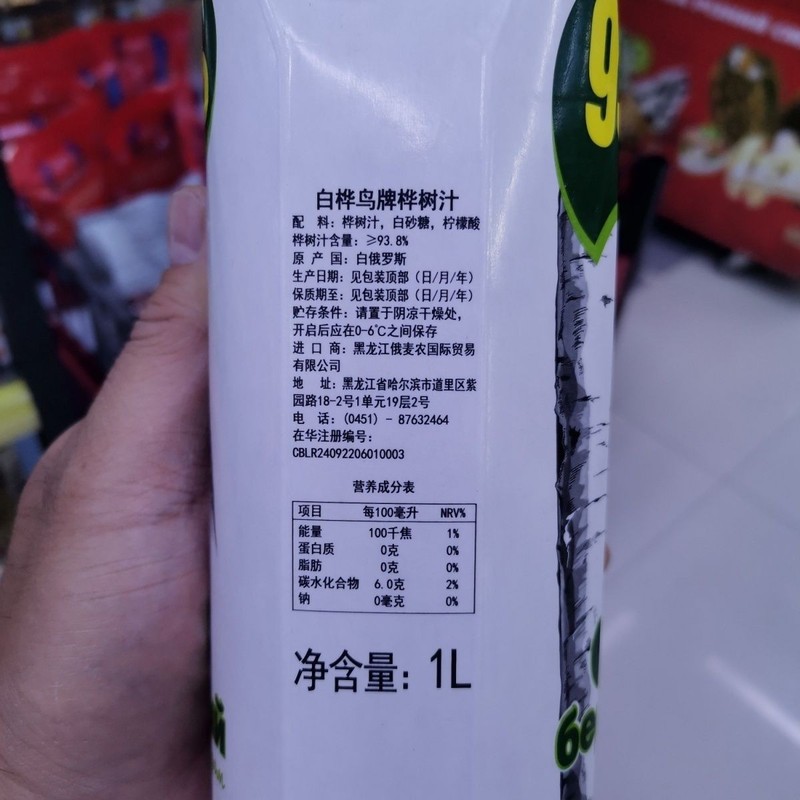 白桦鸟牌桦树汁
配 料：桦树汁，白砂糖，柠檬酸
桦树汁含量：≥93.8%
原 产 国：白俄罗斯
生产日期：见包装顶部（日/月/年）
保质期至：见包装顶部（日/月/年）
贮存条件：请置于阴凉干燥处，
开启后应在0-6℃之间保存
进 口 商：黑龙江俄麦农国际贸易
有限公司
地 址：黑龙江省哈尔滨市道里区紫
园路18-2号1单元19层2号
电 话：(0451) - 87632464
在华注册编号：
CBLR24092206010003
营养成分表
项目 每100毫升 NRV%
能量 100千焦 1%
蛋白质 0克 0%
脂肪 0克 0%
碳水化合物 6.0克 2%
钠 0毫克 0%
净含量：1L